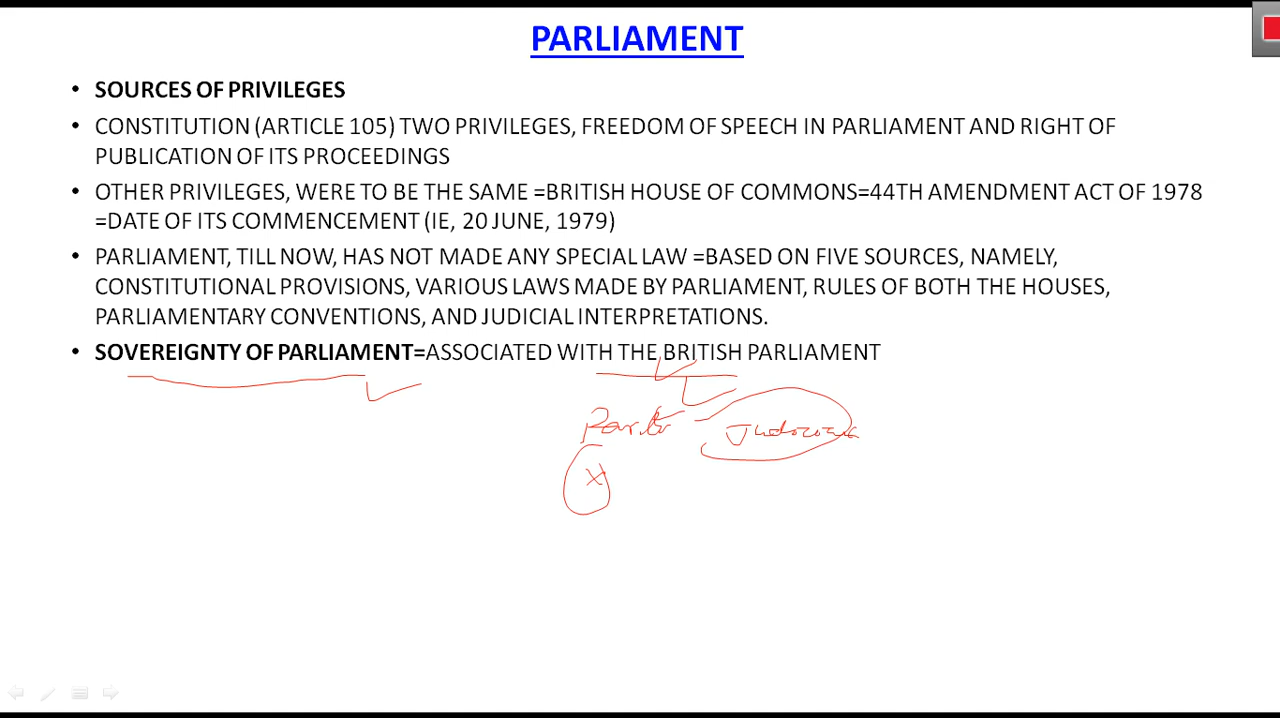 PARLIAMENT
• SOURCES OF PRIVILEGES
• CONSTITUTION (ARTICLE 105) TWO PRIVILEGES, FREEDOM OF SPEECH IN PARLIAMENT AND RIGHT OF
PUBLICATION OF ITS PROCEEDINGS
• OTHER PRIVILEGES, WERE TO BE THE SAME =BRITISH HOUSE OF COMMONS=44TH AMENDMENT ACT OF 1978
=DATE OF ITS COMMENCEMENT (IE, 20 JUNE, 1979)
• PARLIAMENT, TILL NOW, HAS NOT MADE ANY SPECIAL LAW =BASED ON FIVE SOURCES, NAMELY,
CONSTITUTIONAL PROVISIONS, VARIOUS LAWS MADE BY PARLIAMENT, RULES OF BOTH THE HOUSES,
PARLIAMENTARY CONVENTIONS, AND JUDICIAL INTERPRETATIONS.
• SOVEREIGNTY OF PARLIAMENT=ASSOCIATED WITH THE BRITISH PARLIAMENT